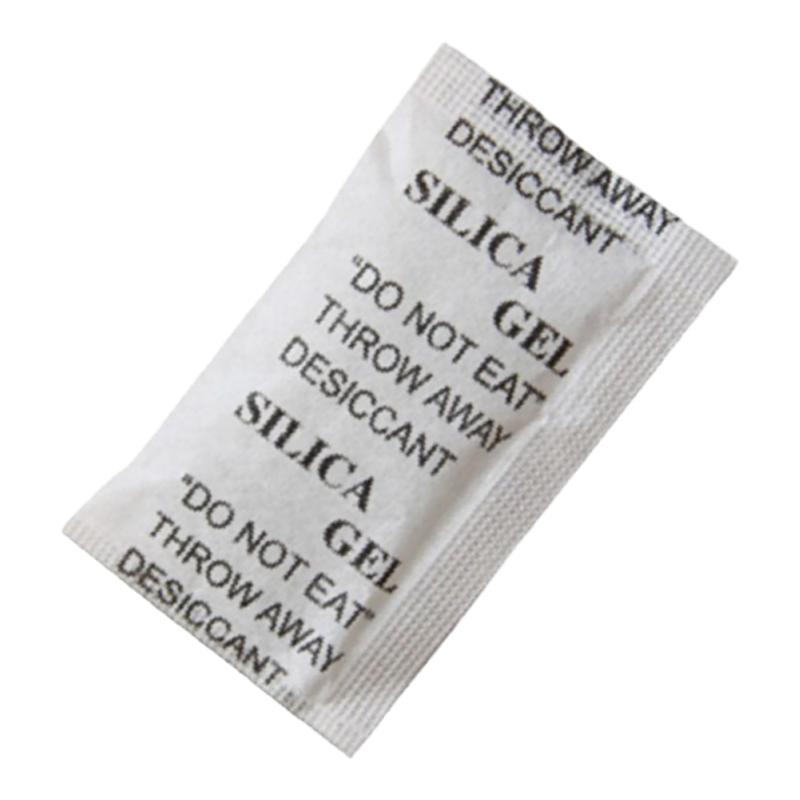 THROW AWAY
DESICCANT
SILICA
GEL
"DO NOT EAT"
THROW AWAY
DESICCANT
SILICA
GEL
"DO NOT EAT"
THROW AWAY
DESICCANT